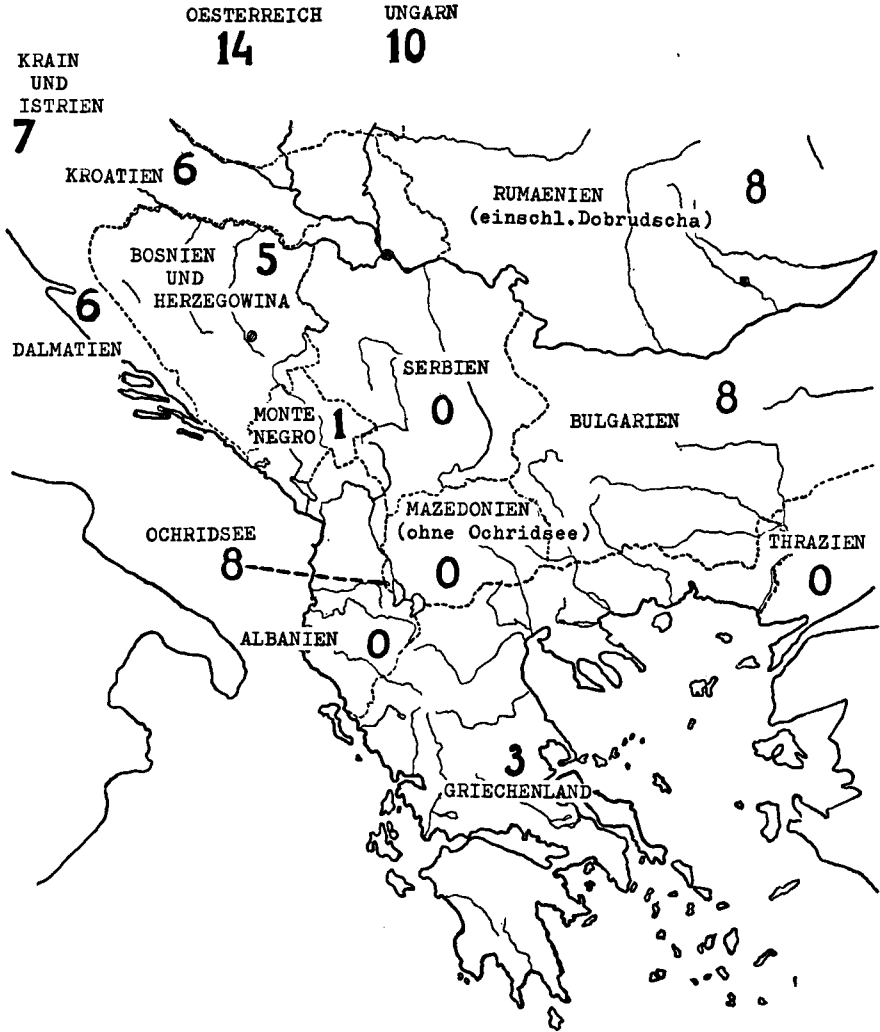 OESTERREICH
14
UNGARN
10
KRAIN
UND
ISTRIEN
7
KROATIEN 6
RUMAENIEN
(einschl.Dobrudscha)
8
BOSNIEN
UND
HERZEGOWINA
5
6
DALMATIEN
SERBIEN
0
MONTE
NEGRO
1
BULGARIEN
8
OCHRIDSEE
8
MAZEDONIEN
(ohne Ochridsee)
0
THRAZIEN
0
ALBANIEN 0
3
GRIECHENLAND